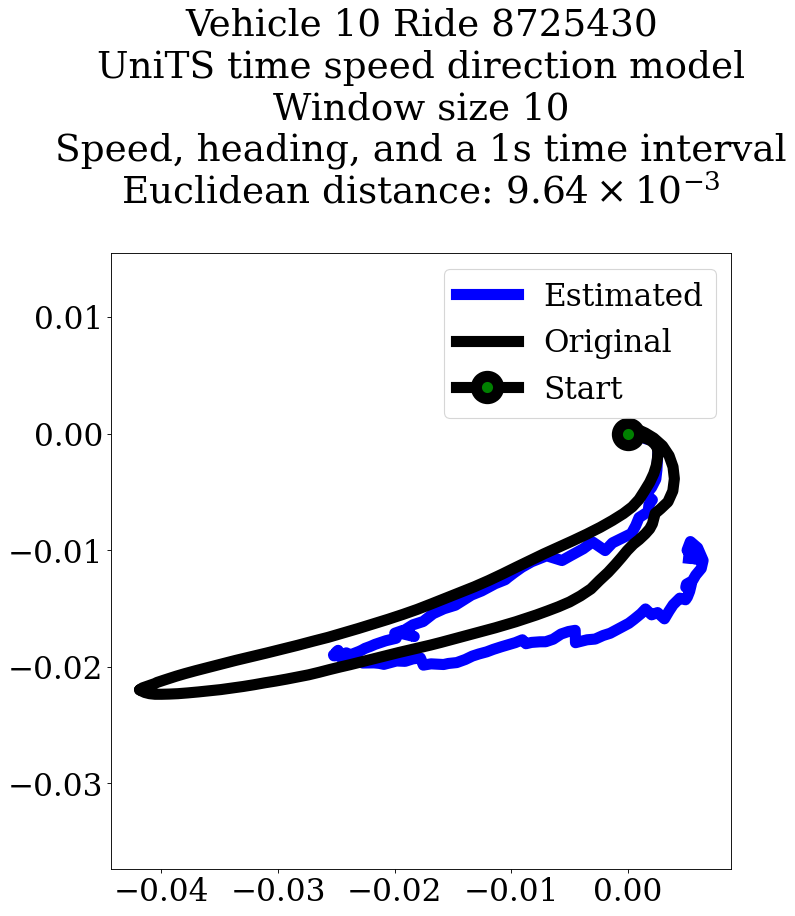 Vehicle 10 Ride 8725430
UniTS time speed direction model
Window size 10
Speed, heading, and a 1s time interval
Euclidean distance: 9.64 × 10⁻³
Estimated
Original
Start
0.01
0.00
−0.01
−0.02
−0.03
−0.04 −0.03 −0.02 −0.01 0.00